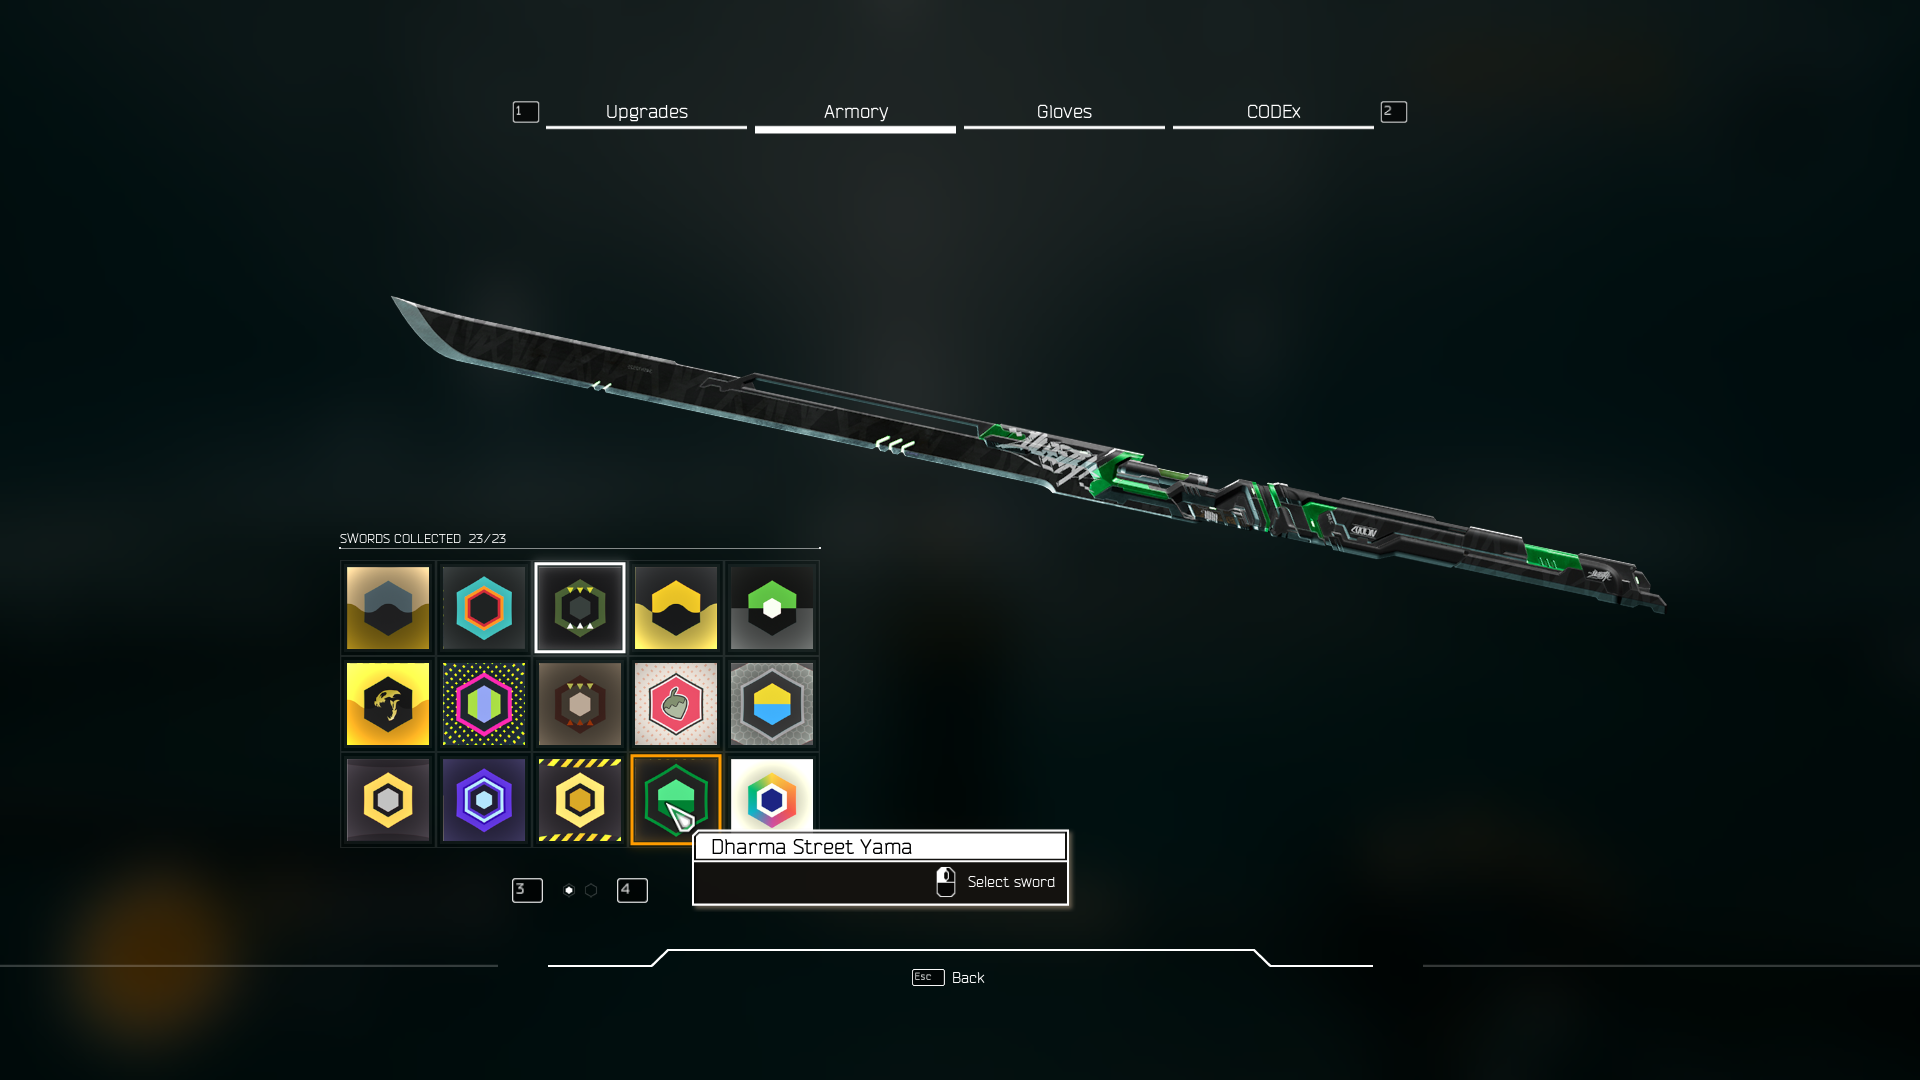 1 Upgrades Armory Gloves CODEx 2
SWORDS COLLECTED 23/23
Dharma Street Yama
Select sword
3 4
Esc Back